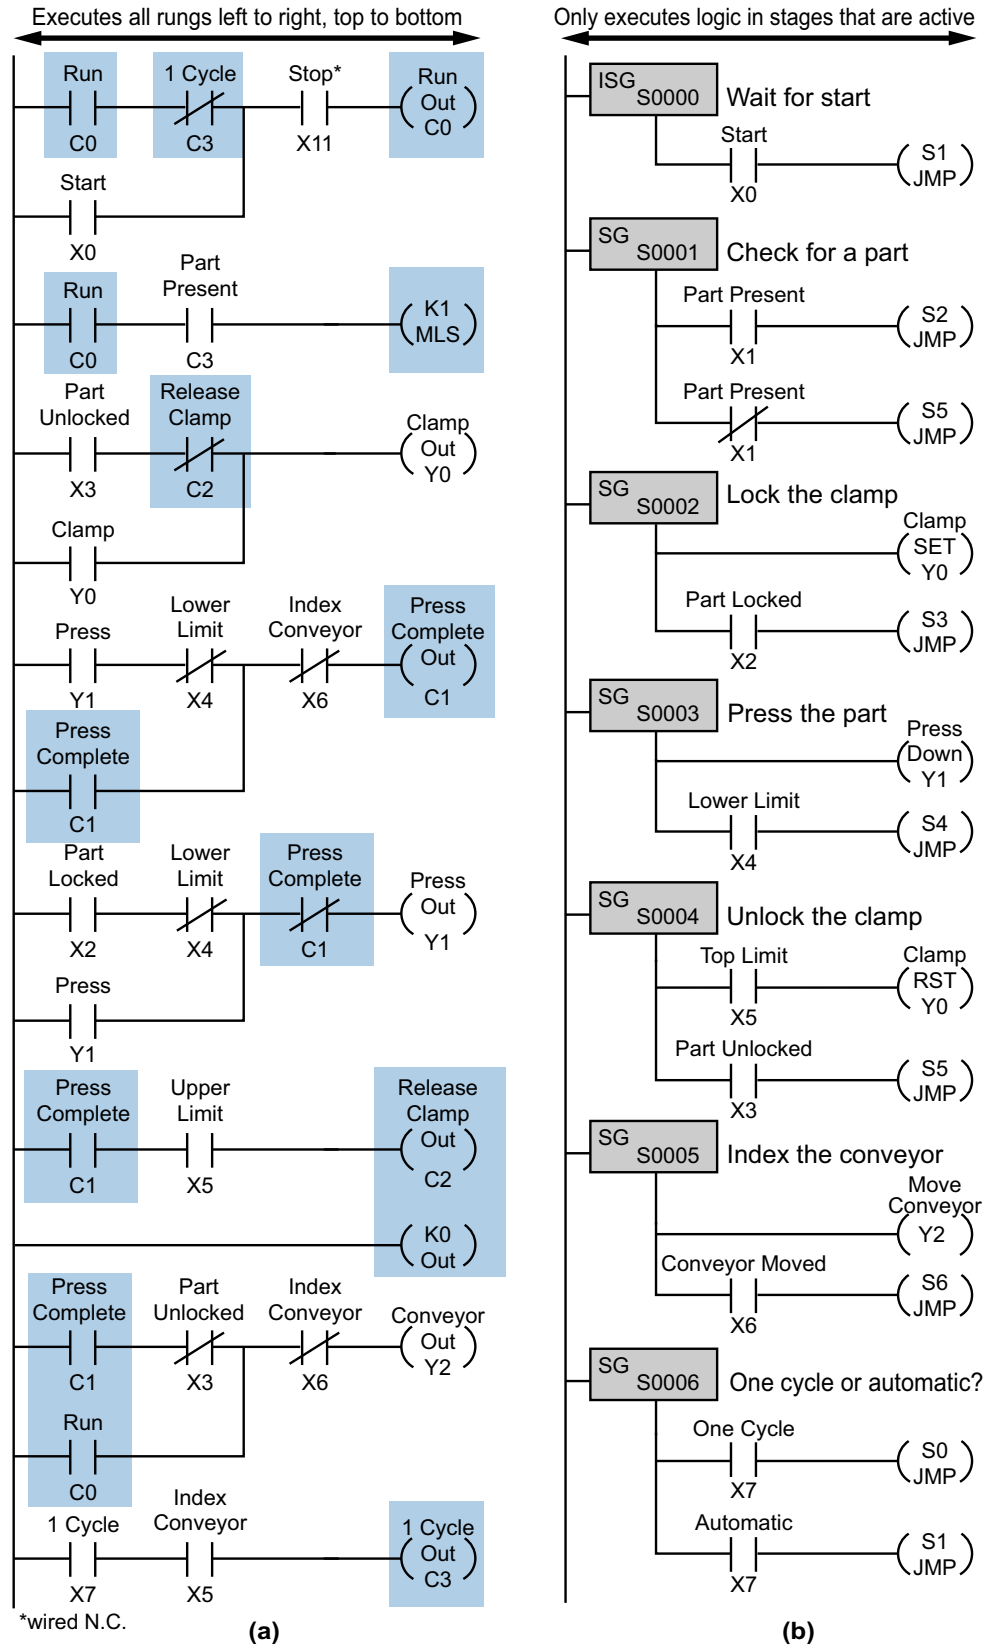 Executes all rungs left to right, top to bottom
Run
C0
1 Cycle
C3
Stop*
X11
Run
Out
C0
Start
X0
Run
C0
Part
Present
C3
K1
MLS
Part
Unlocked
X3
Release
Clamp
C2
Clamp
Out
Y0
Clamp
Y0
Press
Y1
Lower
Limit
X4
Index
Conveyor
X6
Press
Complete
Out
C1
Press
Complete
C1
Part
Locked
X2
Lower
Limit
X4
Press
Complete
C1
Press
Out
Y1
Press
Y1
Press
Complete
C1
Upper
Limit
X5
Release
Clamp
Out
C2
K0
Out
Press
Complete
C1
Part
Unlocked
X3
Index
Conveyor
X6
Conveyor
Out
Y2
Run
C0
1 Cycle
X7
Index
Conveyor
X5
1 Cycle
Out
C3
*wired N.C.
(a)
Only executes logic in stages that are active
ISG
S0000
Wait for start
Start
X0
S1
JMP
SG
S0001
Check for a part
Part Present
X1
S2
JMP
Part Present
X1
S5
JMP
SG
S0002
Lock the clamp
Clamp
SET
Y0
Part Locked
X2
S3
JMP
SG
S0003
Press the part
Press
Down
Y1
Lower Limit
X4
S4
JMP
SG
S0004
Unlock the clamp
Top Limit
X5
Clamp
RST
Y0
Part Unlocked
X3
S5
JMP
SG
S0005
Index the conveyor
Move
Conveyor
Y2
Conveyor Moved
X6
S6
JMP
SG
S0006
One cycle or automatic?
One Cycle
X7
S0
JMP
Automatic
X7
S1
JMP
(b)